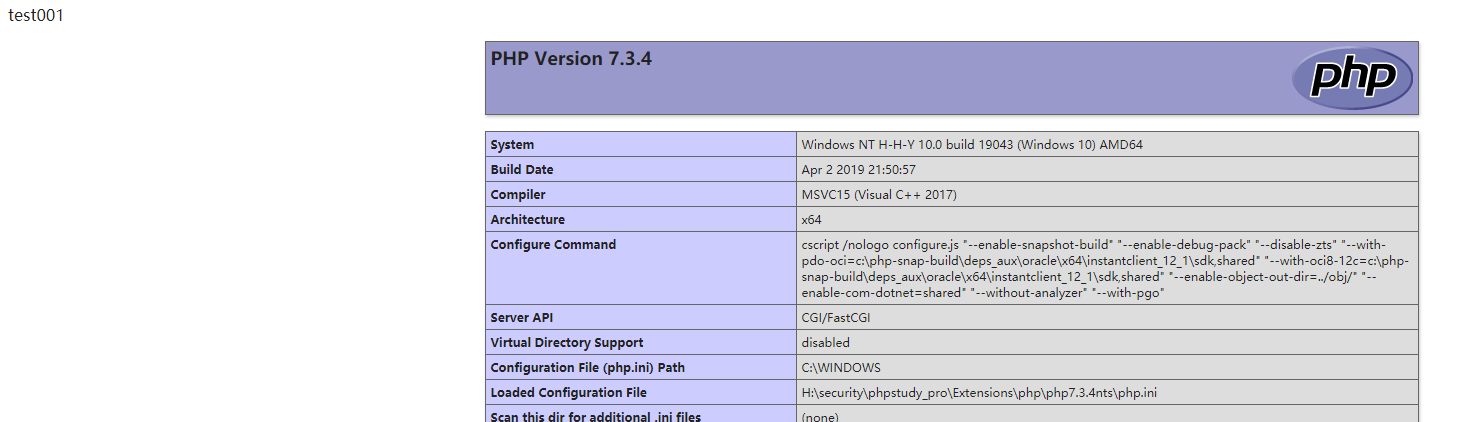 test001
PHP Version 7.3.4
php
System Windows NT H-H-Y 10.0 build 19043 (Windows 10) AMD64
Build Date Apr 2 2019 21:50:57
Compiler MSVC15 (Visual C++ 2017)
Architecture x64
Configure Command cscript /nologo configure.js "--enable-snapshot-build" "--enable-debug-pack" "--disable-zts" "--with-
pdo-oci=c:\php-snap-build\deps_aux\oracle\x64\instantclient_12_1\sdk,shared" "--with-oci8-12c=c:\php-
snap-build\deps_aux\oracle\x64\instantclient_12_1\sdk,shared" "--enable-object-out-dir=../obj/" "--
enable-com-dotnet=shared" "--without-analyzer" "--with-pgo"
Server API CGI/FastCGI
Virtual Directory Support disabled
Configuration File (php.ini) Path C:\WINDOWS
Loaded Configuration File H:\security\phpstudy_pro\Extensions\php\php7.3.4nts\php.ini
Scan this dir for additional .ini files (none)